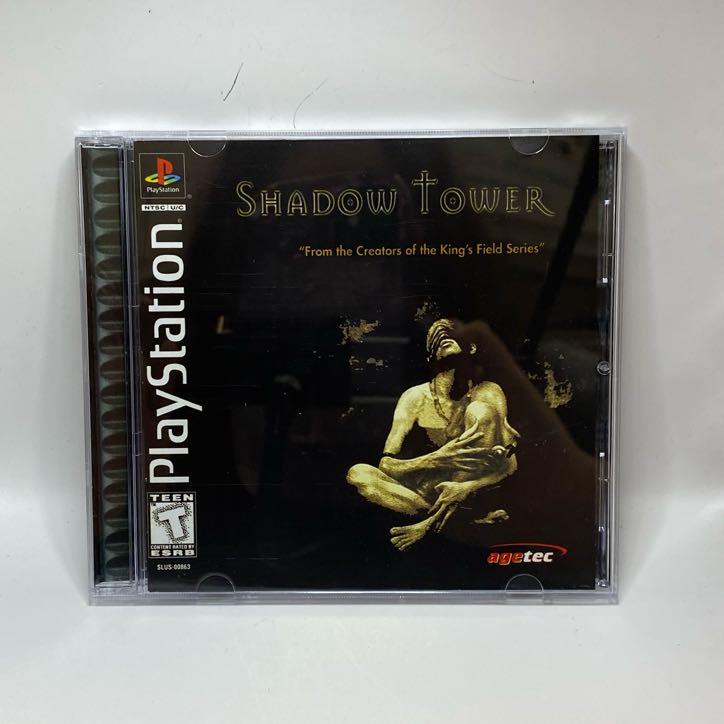 PlayStation
NTSC U/C
PlayStation®
SHADOW TOWER
"From the Creators of the King's Field Series"
TEEN
T
CONTENT RATED BY
ESRB
SLUS-00863
agetec